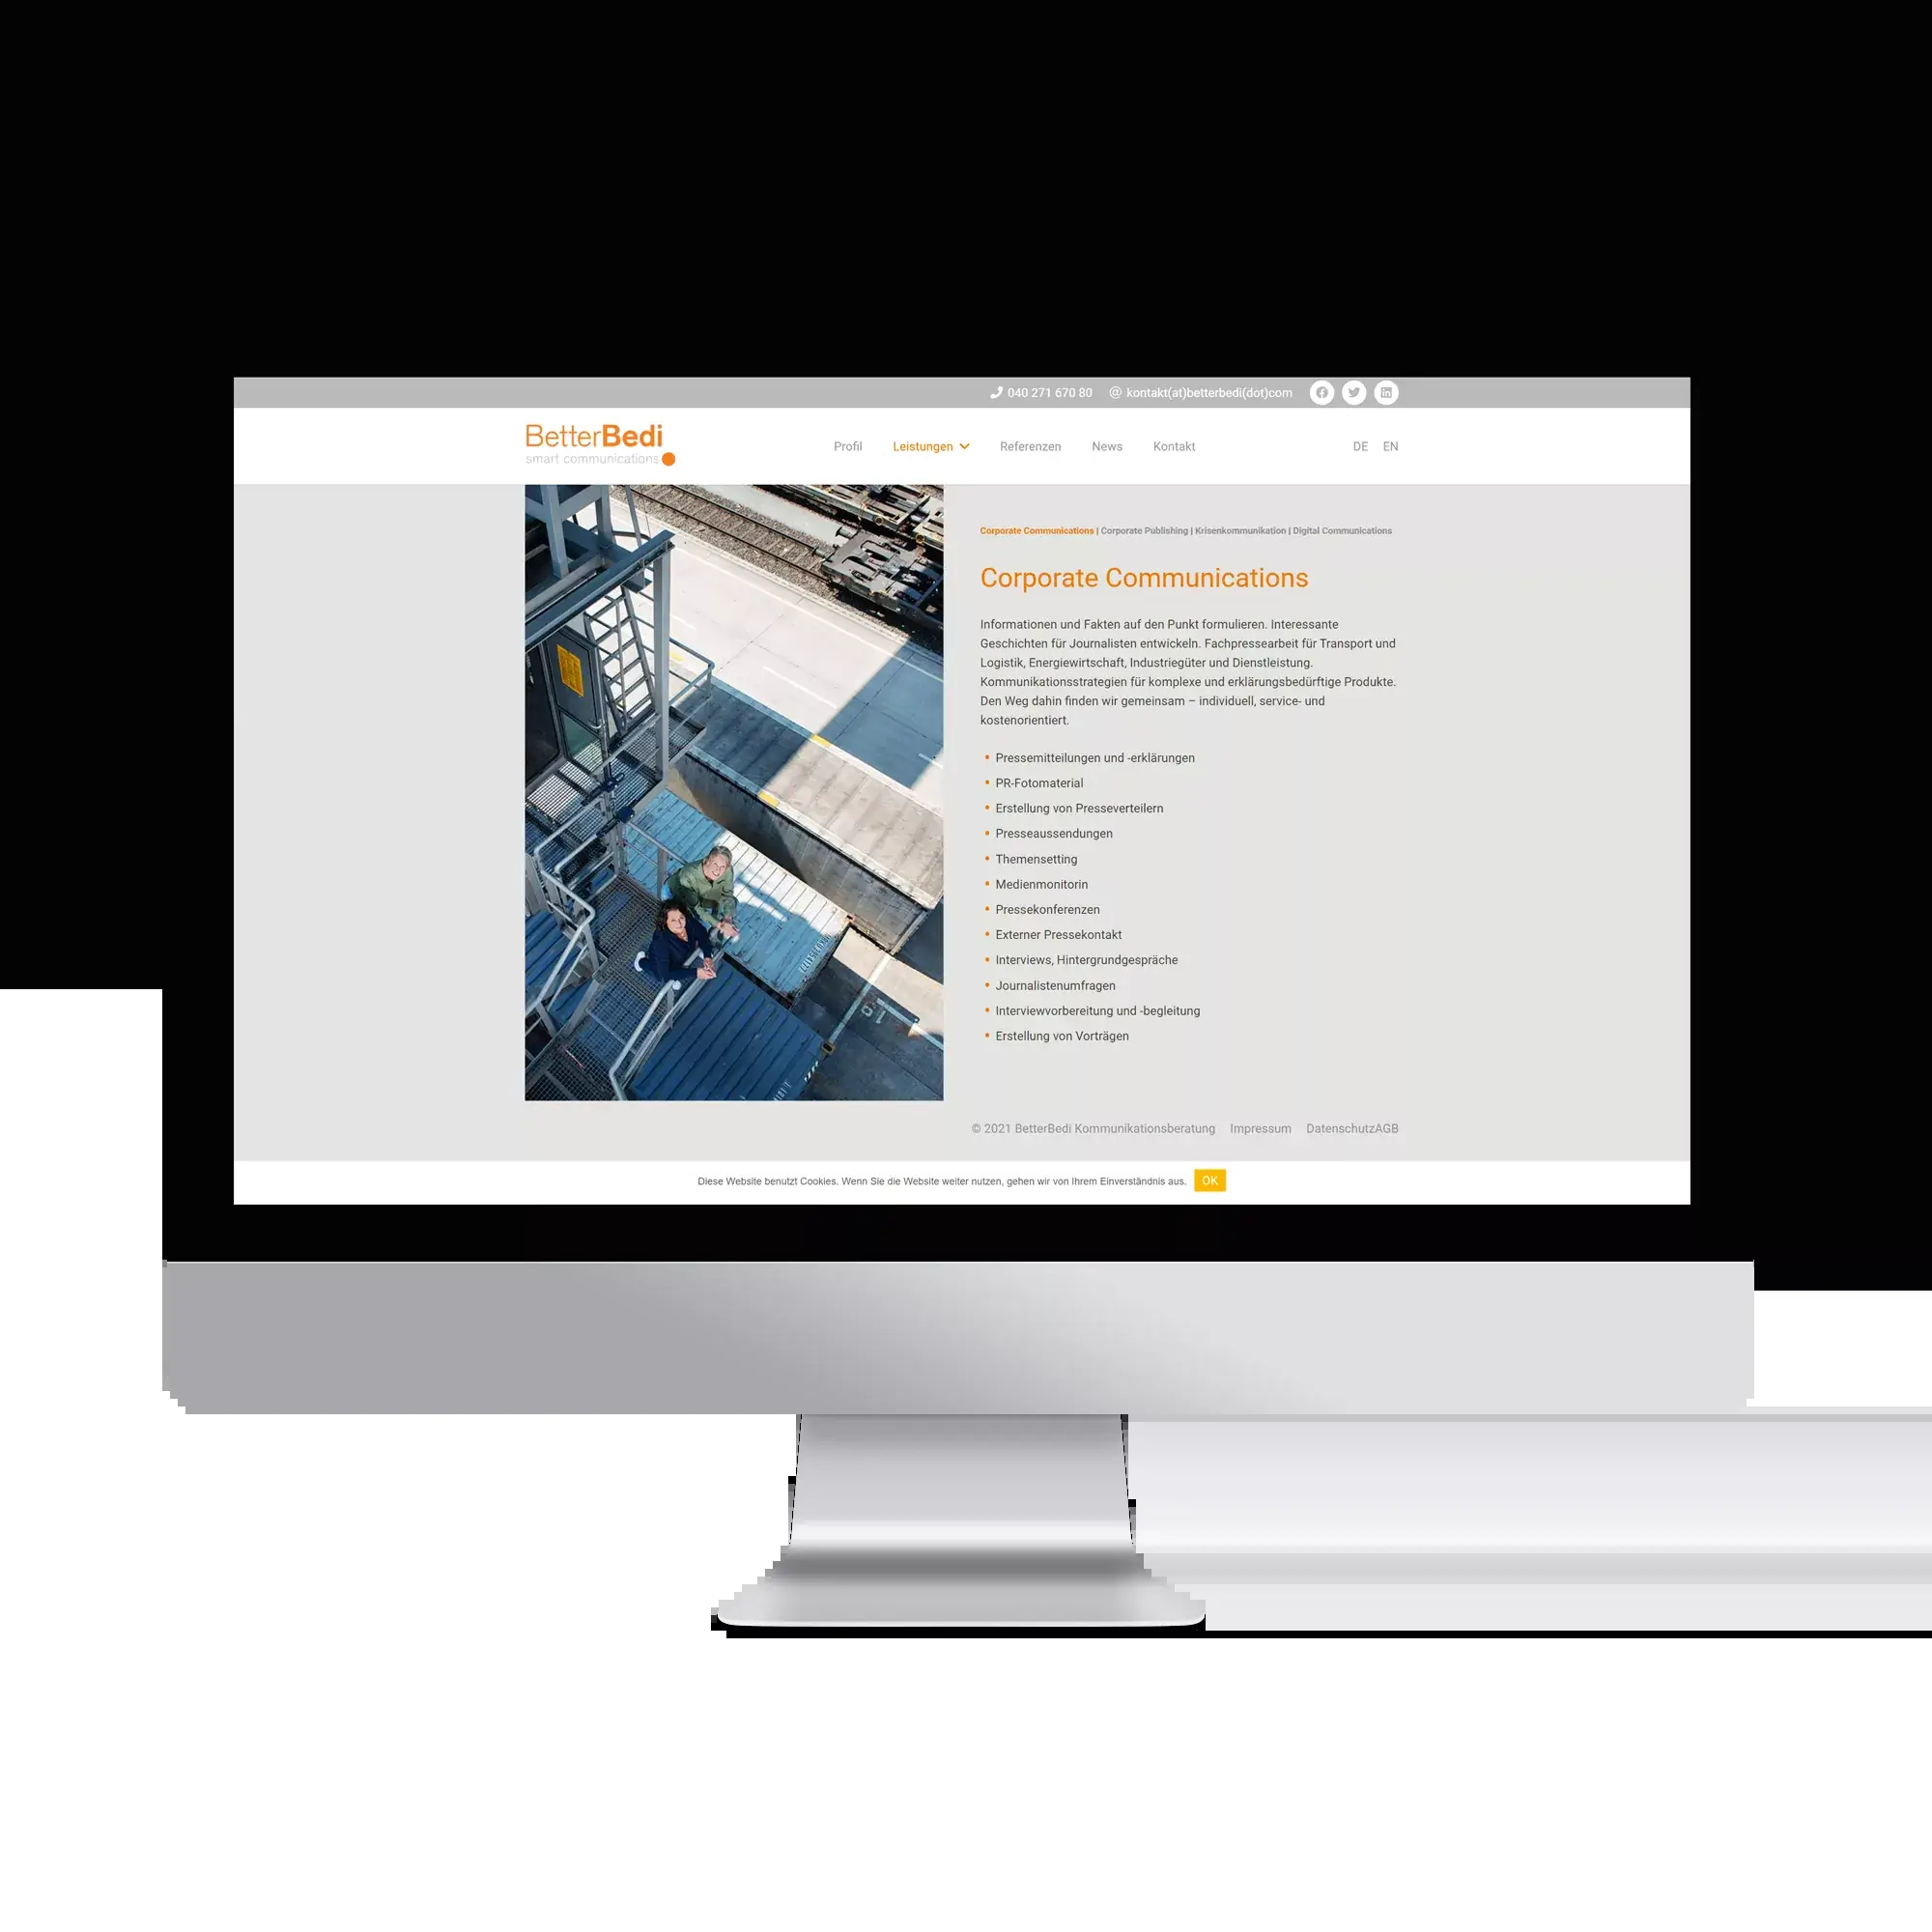 040 271 670 80 kontakt(at)betterbedi(dot)com
BetterBedi
smart communications
Profil Leistungen Referenzen News Kontakt DE EN
Corporate Communications | Corporate Publishing | Krisenkommunikation | Digital Communications
Corporate Communications
Informationen und Fakten auf den Punkt formulieren. Interessante
Geschichten für Journalisten entwickeln. Fachpressearbeit für Transport und
Logistik, Energiewirtschaft, Industriegüter und Dienstleistung.
Kommunikationsstrategien für komplexe und erklärungsbedürftige Produkte.
Den Weg dahin finden wir gemeinsam – individuell, service- und
kostenorientiert.
• Pressemitteilungen und -erklärungen
• PR-Fotomaterial
• Erstellung von Presseverteilern
• Presseaussendungen
• Themensetting
• Medienmonitorin
• Pressekonferenzen
• Externer Pressekontakt
• Interviews, Hintergrundgespräche
• Journalistenumfragen
• Interviewvorbereitung und -begleitung
• Erstellung von Vorträgen
© 2021 BetterBedi Kommunikationsberatung Impressum DatenschutzAGB
Diese Website benutzt Cookies. Wenn Sie die Website weiter nutzen, gehen wir von Ihrem Einverständnis aus. OK